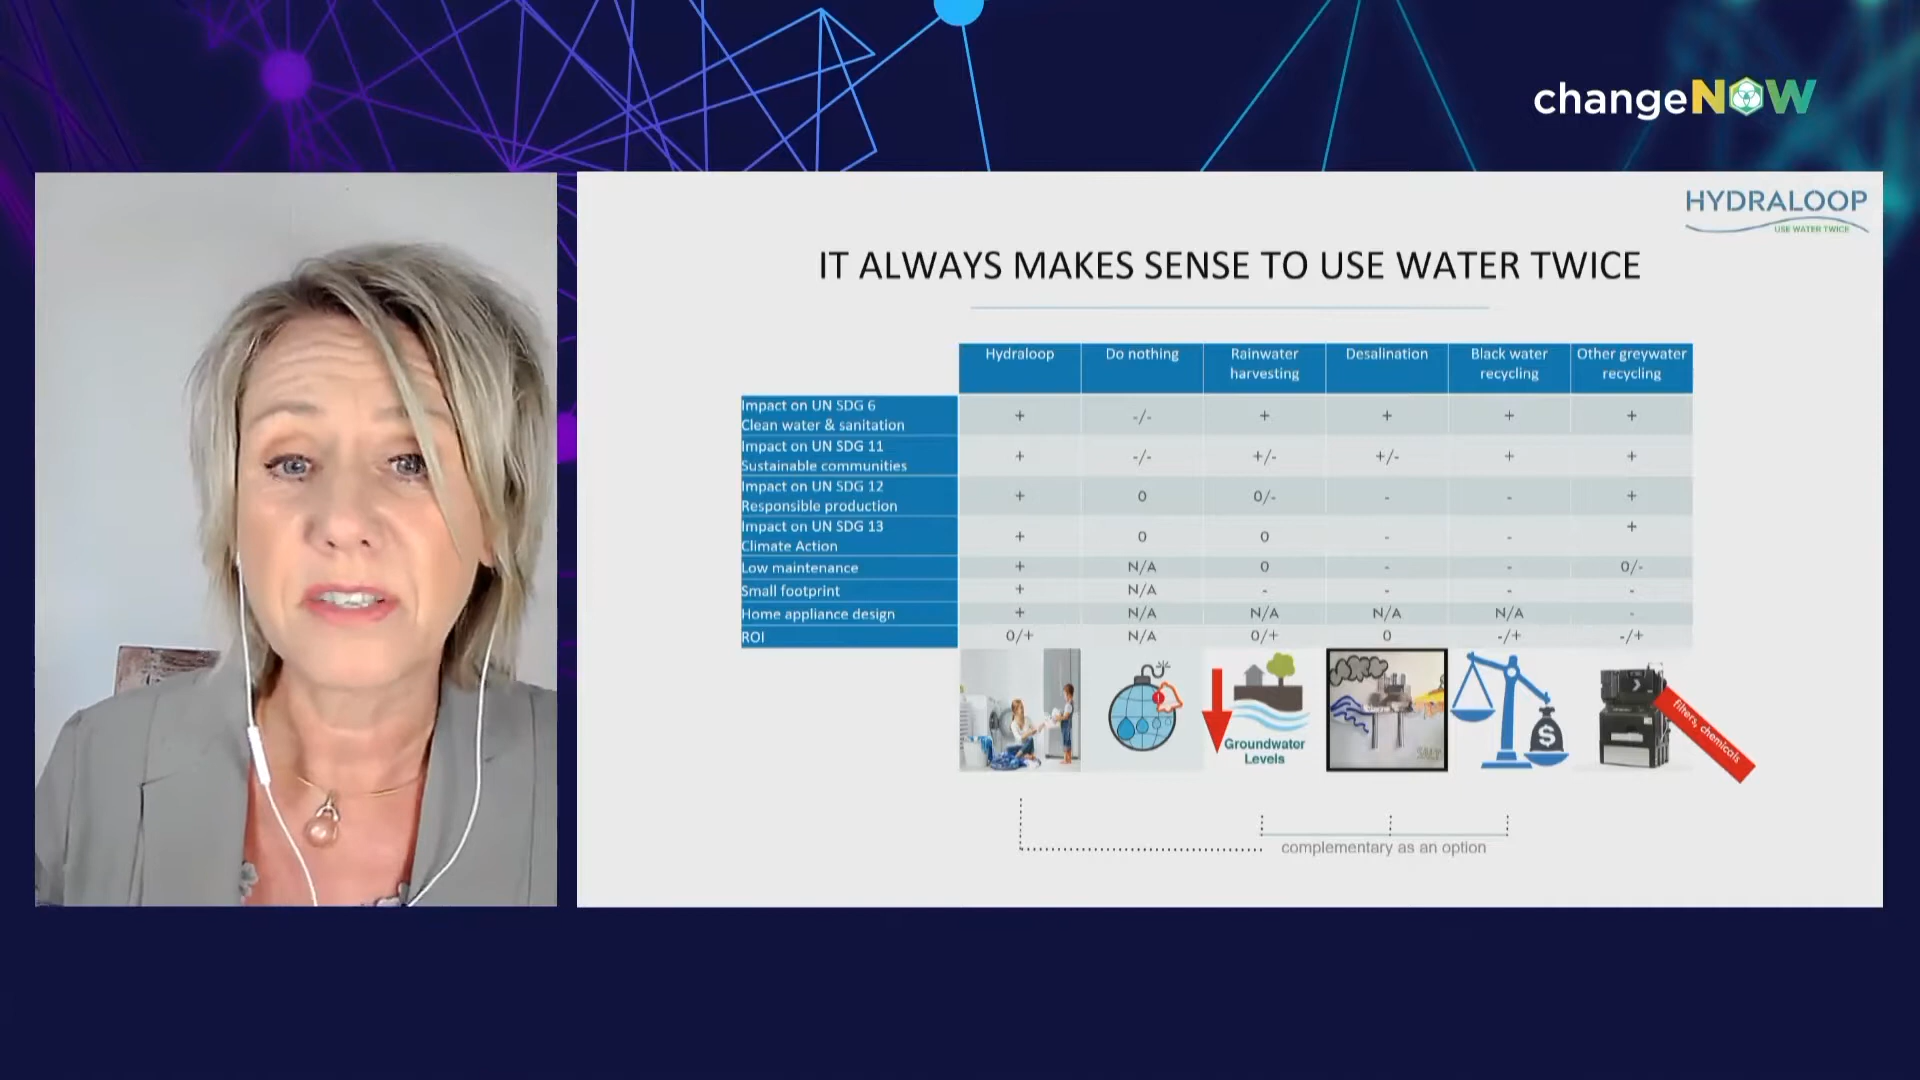 changeNOW
HYDRALOOP
USE WATER TWICE
IT ALWAYS MAKES SENSE TO USE WATER TWICE
Hydraloop Do nothing Rainwater harvesting Desalination Black water recycling Other greywater recycling
Impact on UN SDG 6
Clean water & sanitation + -/- + + + +
Impact on UN SDG 11
Sustainable communities + -/- +/- +/- + +
Impact on UN SDG 12
Responsible production + 0 0/- - - +
Impact on UN SDG 13
Climate Action + 0 0 - - +
Low maintenance + N/A 0 - - 0/-
Small footprint + N/A - - - -
Home appliance design + N/A N/A N/A N/A -
ROI 0/+ N/A 0/+ 0 -/+ -/+
Groundwater
Levels
SALT
$
filters, chemicals
complementary as an option